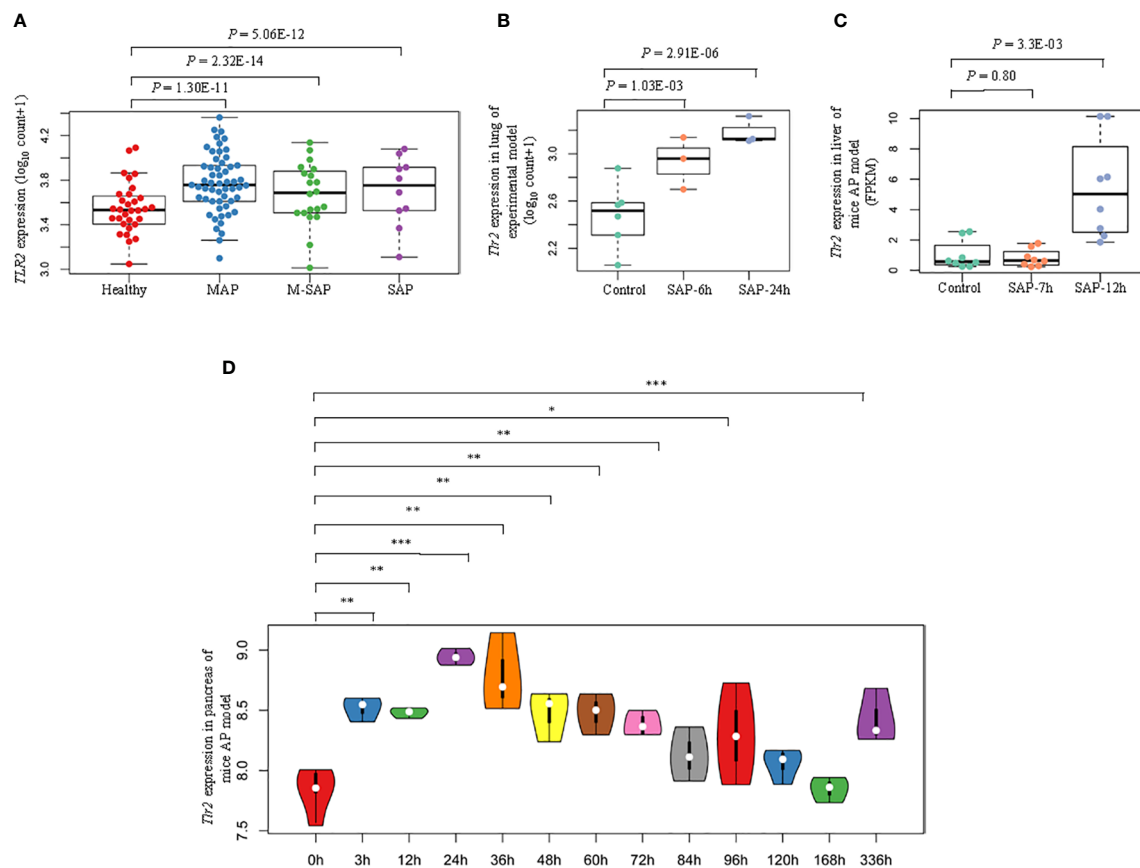 A
P = 5.06E-12
P = 2.32E-14
P = 1.30E-11
TLR2 expression (log10 count+1)
4.2
3.8
3.4
3.0
Healthy
MAP
M-SAP
SAP
B
P = 2.91E-06
P = 1.03E-03
Tlr2 expression in lung of
experimental model
(log10 count+1)
3.0
2.6
2.2
Control
SAP-6h
SAP-24h
C
P = 3.3E-03
P = 0.80
Tlr2 expression in liver of
mice AP model
(FPKM)
10
8
6
4
2
0
Control
SAP-7h
SAP-12h
D
***
*
**
**
**
**
***
**
**
Tlr2 expression in pancreas of
mice AP model
9.0
8.5
8.0
7.5
0h
3h
12h
24h
36h
48h
60h
72h
84h
96h
120h
168h
336h